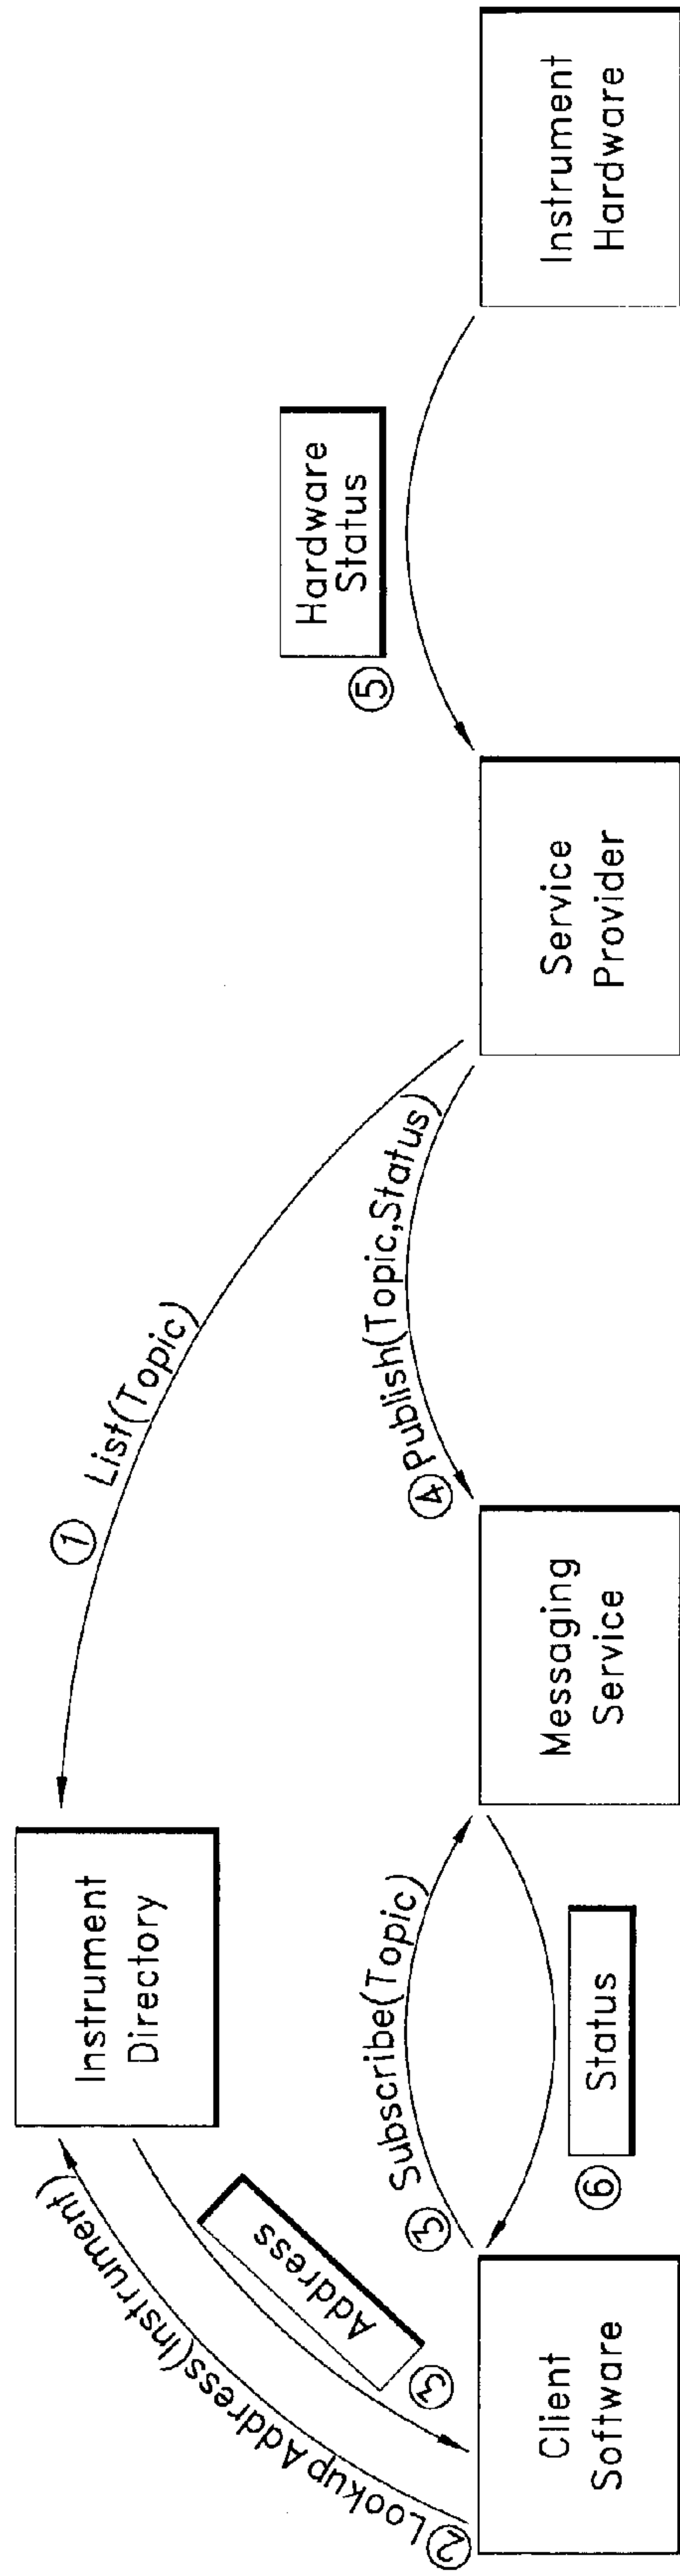 Instrument
Directory
① List(Topic)
② LookupAddress(Instrument)
③
Address
③ Subscribe(Topic)
④ Publish(Topic,Status)
⑤
Hardware
Status
Client
Software
⑥
Status
Messaging
Service
Service
Provider
Instrument
Hardware